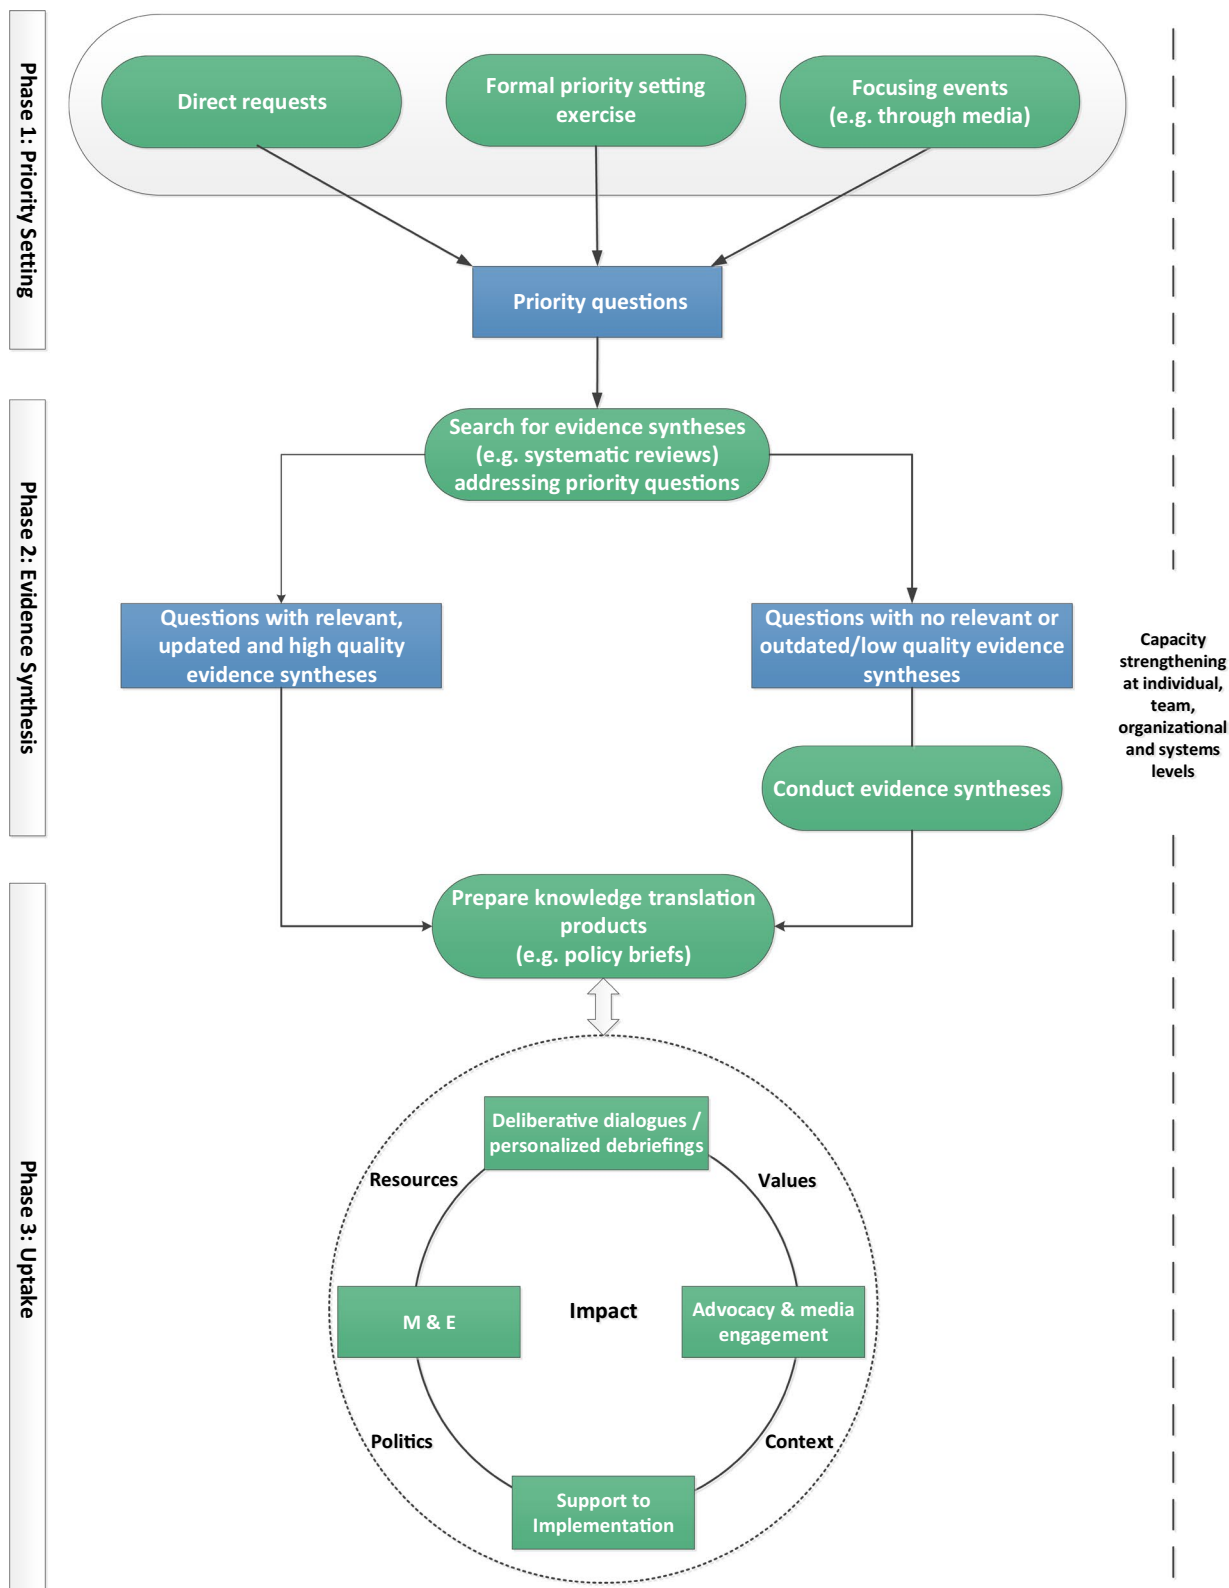 Phase 1: Priority Setting
Direct requests
Formal priority setting
exercise
Focusing events
(e.g. through media)
Priority questions
Phase 2: Evidence Synthesis
Search for evidence syntheses
(e.g. systematic reviews)
addressing priority questions
Questions with relevant,
updated and high quality
evidence syntheses
Questions with no relevant or
outdated/low quality evidence
syntheses
Conduct evidence syntheses
Capacity
strengthening
at individual,
team,
organizational
and systems
levels
Phase 3: Uptake
Prepare knowledge translation
products
(e.g. policy briefs)
Deliberative dialogues /
personalized debriefings
Resources
Values
M & E
Impact
Advocacy & media
engagement
Politics
Context
Support to
Implementation